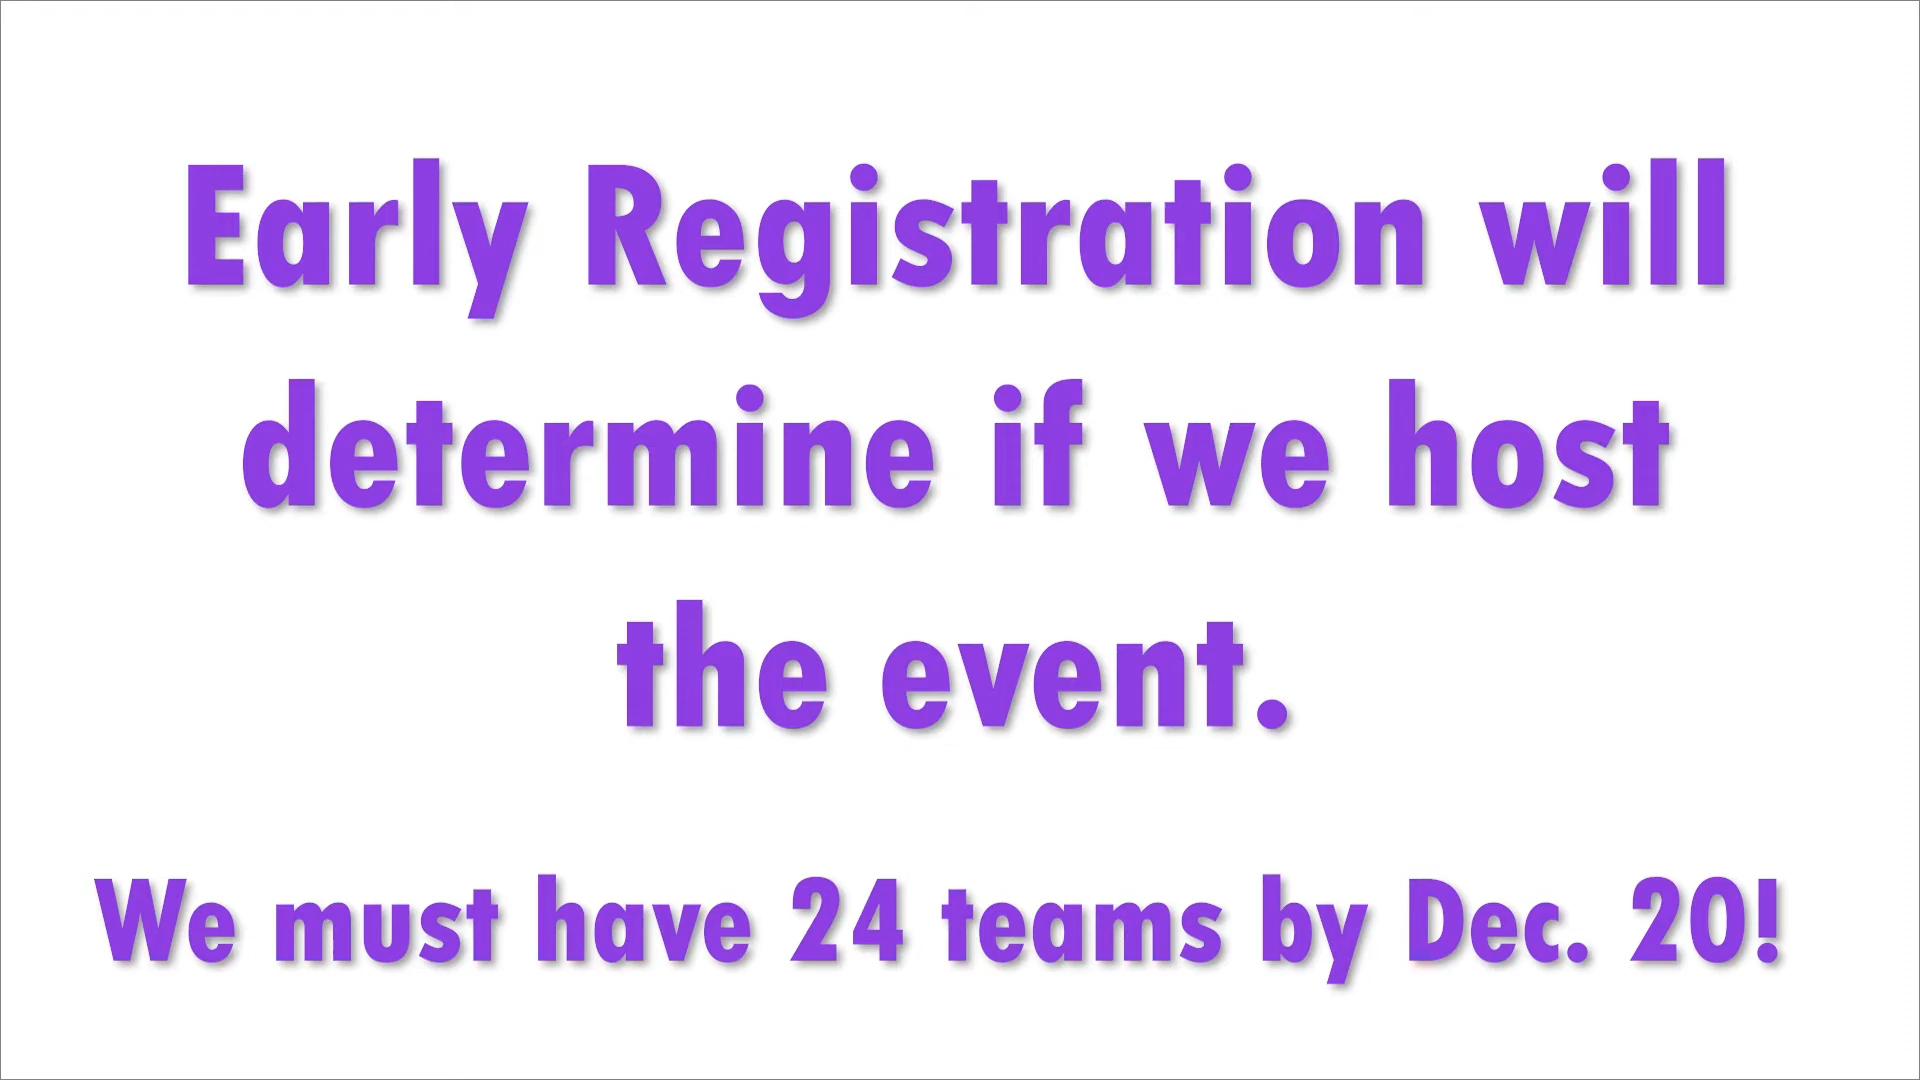 Early Registration will
determine if we host
the event.
We must have 24 teams by Dec. 20!